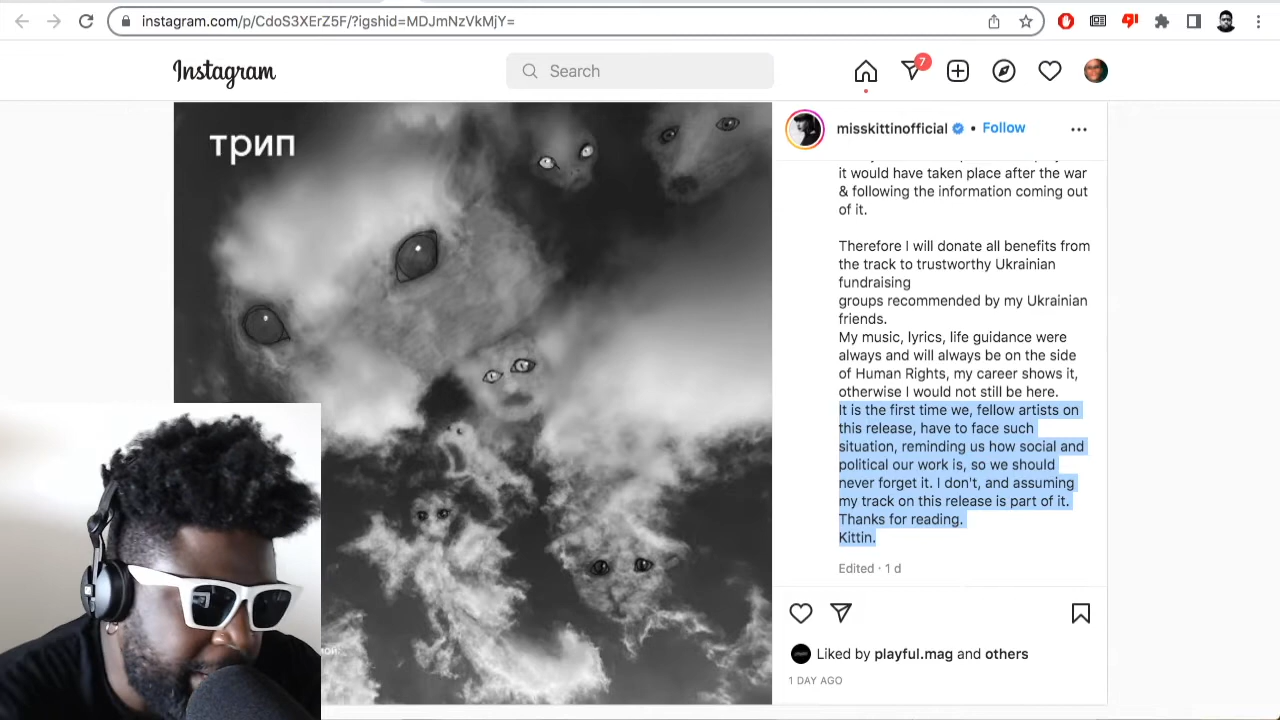 instagram.com/p/CdoS3XErZ5F/?igshid=MDJmNzVkMjY=
Instagram
Search
7
трип
misskittinofficial • Follow
it would have taken place after the war
& following the information coming out
of it.
Therefore I will donate all benefits from
the track to trustworthy Ukrainian
fundraising
groups recommended by my Ukrainian
friends.
My music, lyrics, life guidance were
always and will always be on the side
of Human Rights, my career shows it,
otherwise I would not still be here.
It is the first time we, fellow artists on
this release, have to face such
situation, reminding us how social and
political our work is, so we should
never forget it. I don't, and assuming
my track on this release is part of it.
Thanks for reading.
Kittin.
Edited · 1 d
Liked by playful.mag and others
1 DAY AGO